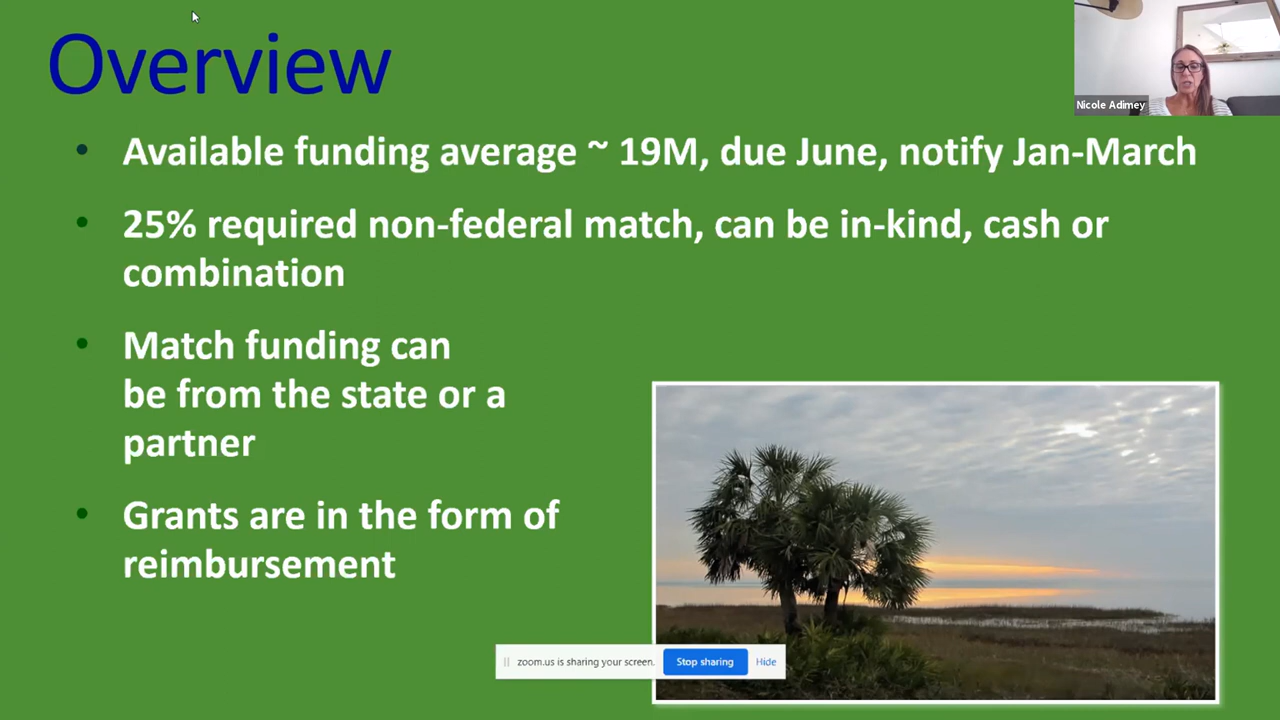 Overview
Nicole Adimey
• Available funding average ~ 19M, due June, notify Jan-March
• 25% required non-federal match, can be in-kind, cash or
combination
• Match funding can
be from the state or a
partner
• Grants are in the form of
reimbursement
zoom.us is sharing your screen. Stop sharing Hide